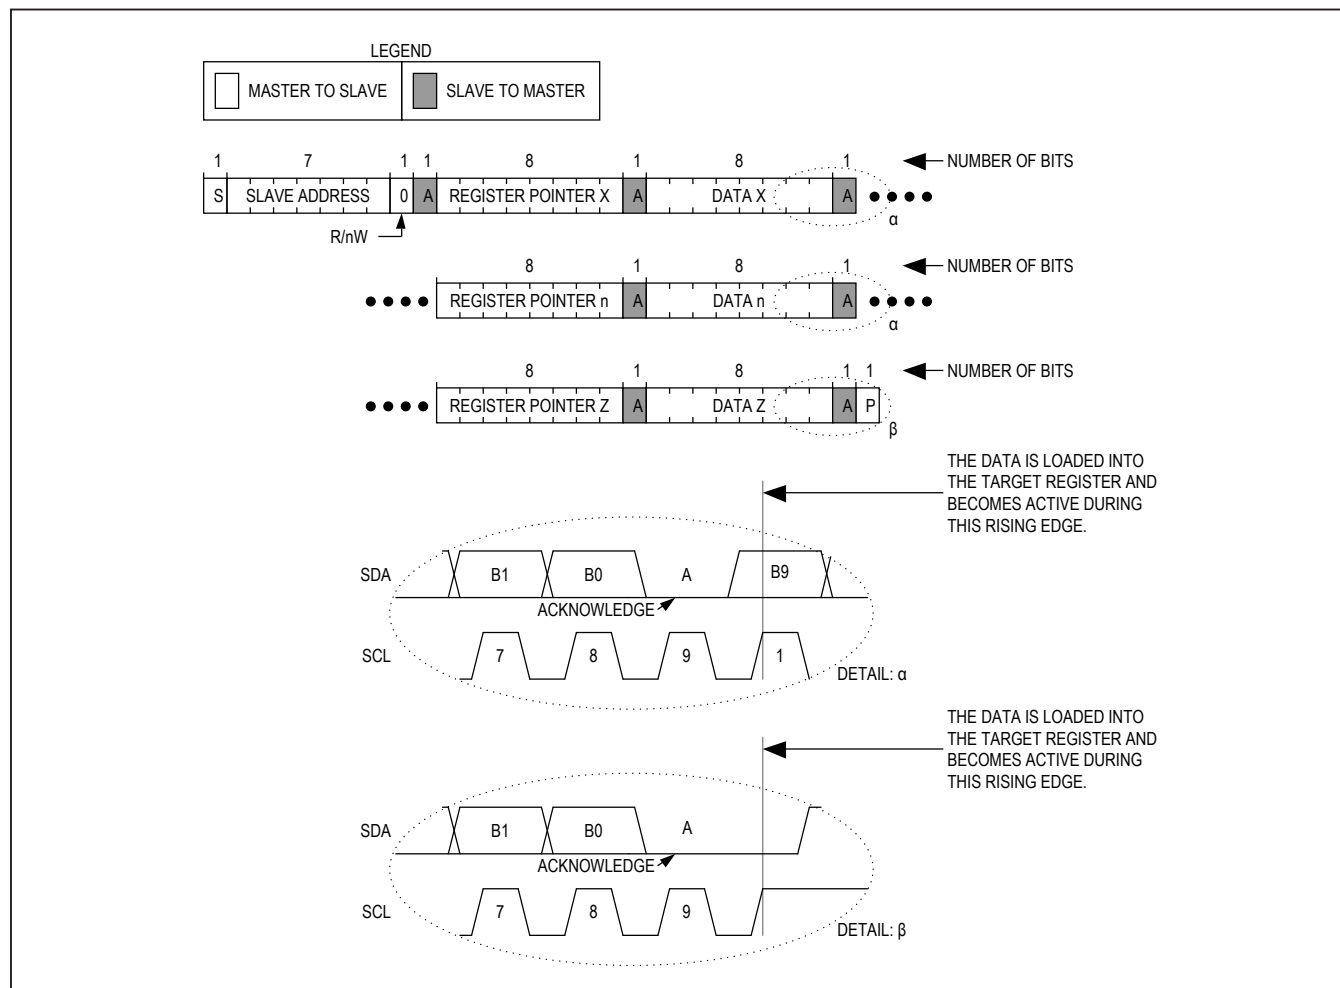 LEGEND
MASTER TO SLAVE SLAVE TO MASTER
1 7 1 1 8 1 8 1 NUMBER OF BITS
S SLAVE ADDRESS 0 A REGISTER POINTER X A DATA X A
α
R/nW
8 1 8 1 NUMBER OF BITS
REGISTER POINTER n A DATA n A
α
8 1 8 1 1 NUMBER OF BITS
REGISTER POINTER Z A DATA Z A P
β
THE DATA IS LOADED INTO
THE TARGET REGISTER AND
BECOMES ACTIVE DURING
THIS RISING EDGE.
SDA B1 B0 A B9
ACKNOWLEDGE
SCL 7 8 9 1
DETAIL: α
THE DATA IS LOADED INTO
THE TARGET REGISTER AND
BECOMES ACTIVE DURING
THIS RISING EDGE.
SDA B1 B0 A
ACKNOWLEDGE
SCL 7 8 9
DETAIL: β